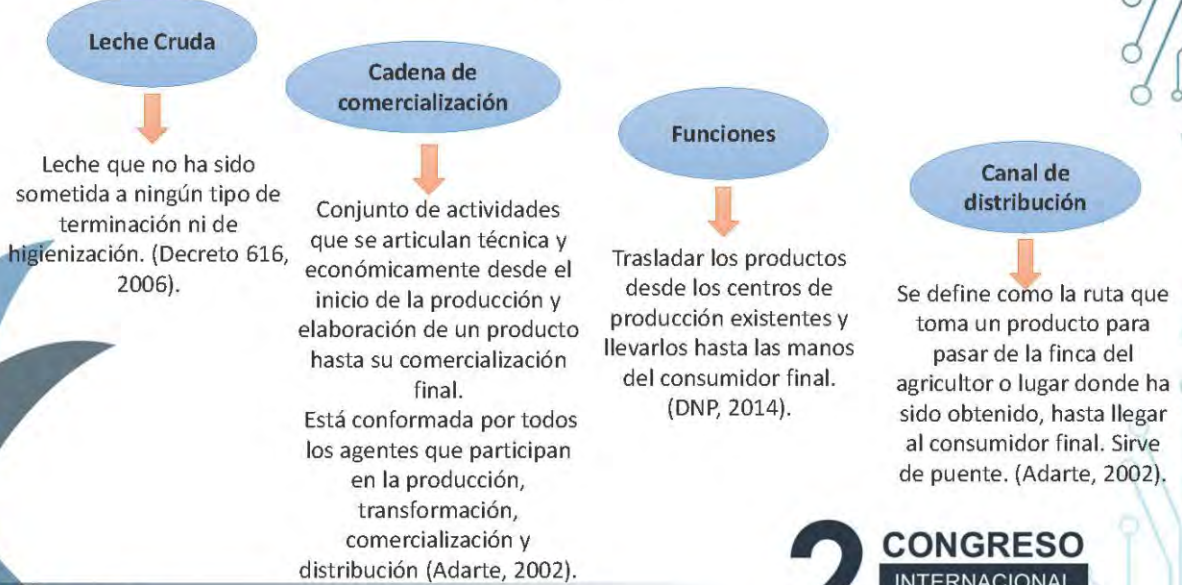 Leche Cruda
Leche que no ha sido
sometida a ningún tipo de
terminación ni de
higienización. (Decreto 616,
2006).
Cadena de
comercialización
Conjunto de actividades
que se articulan técnica y
económicamente desde el
inicio de la producción y
elaboración de un producto
hasta su comercialización
final.
Está conformada por todos
los agentes que participan
en la producción,
transformación,
comercialización y
distribución (Adarte, 2002).
Funciones
Trasladar los productos
desde los centros de
producción existentes y
llevarlos hasta las manos
del consumidor final.
(DNP, 2014).
Canal de
distribución
Se define como la ruta que
toma un producto para
pasar de la finca del
agricultor o lugar donde ha
sido obtenido, hasta llegar
al consumidor final. Sirve
de puente. (Adarte, 2002).
2 CONGRESO
INTERNACIONAL